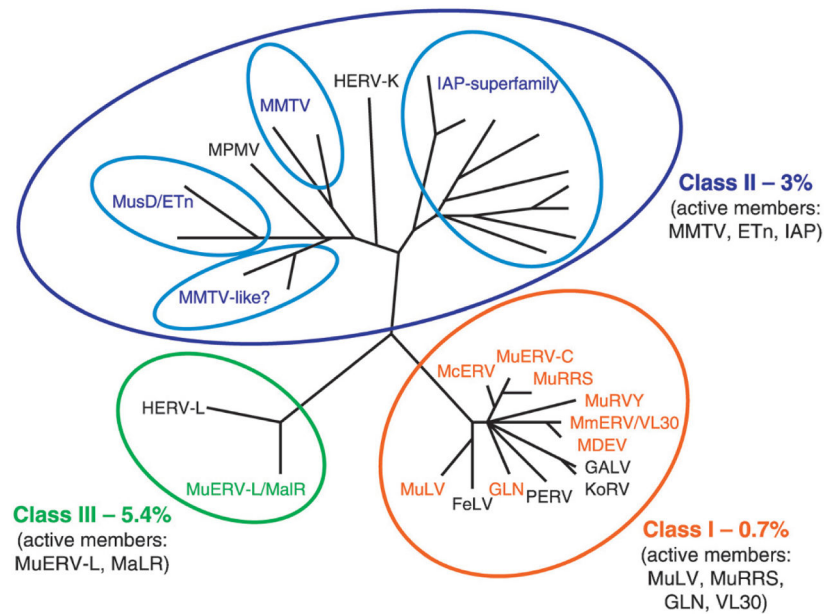 HERV-K
IAP-superfamily
MMTV
MPMV
MusD/ETn
MMTV-like?
Class II – 3%
(active members:
MMTV, ETn, IAP)
MuERV-C
McERV
MuRRS
MuRVY
MmERV/VL30
MDEV
GALV
KoRV
PERV
GLN
FeLV
MuLV
HERV-L
MuERV-L/MalR
Class III – 5.4%
(active members:
MuERV-L, MaLR)
Class I – 0.7%
(active members:
MuLV, MuRRS,
GLN, VL30)